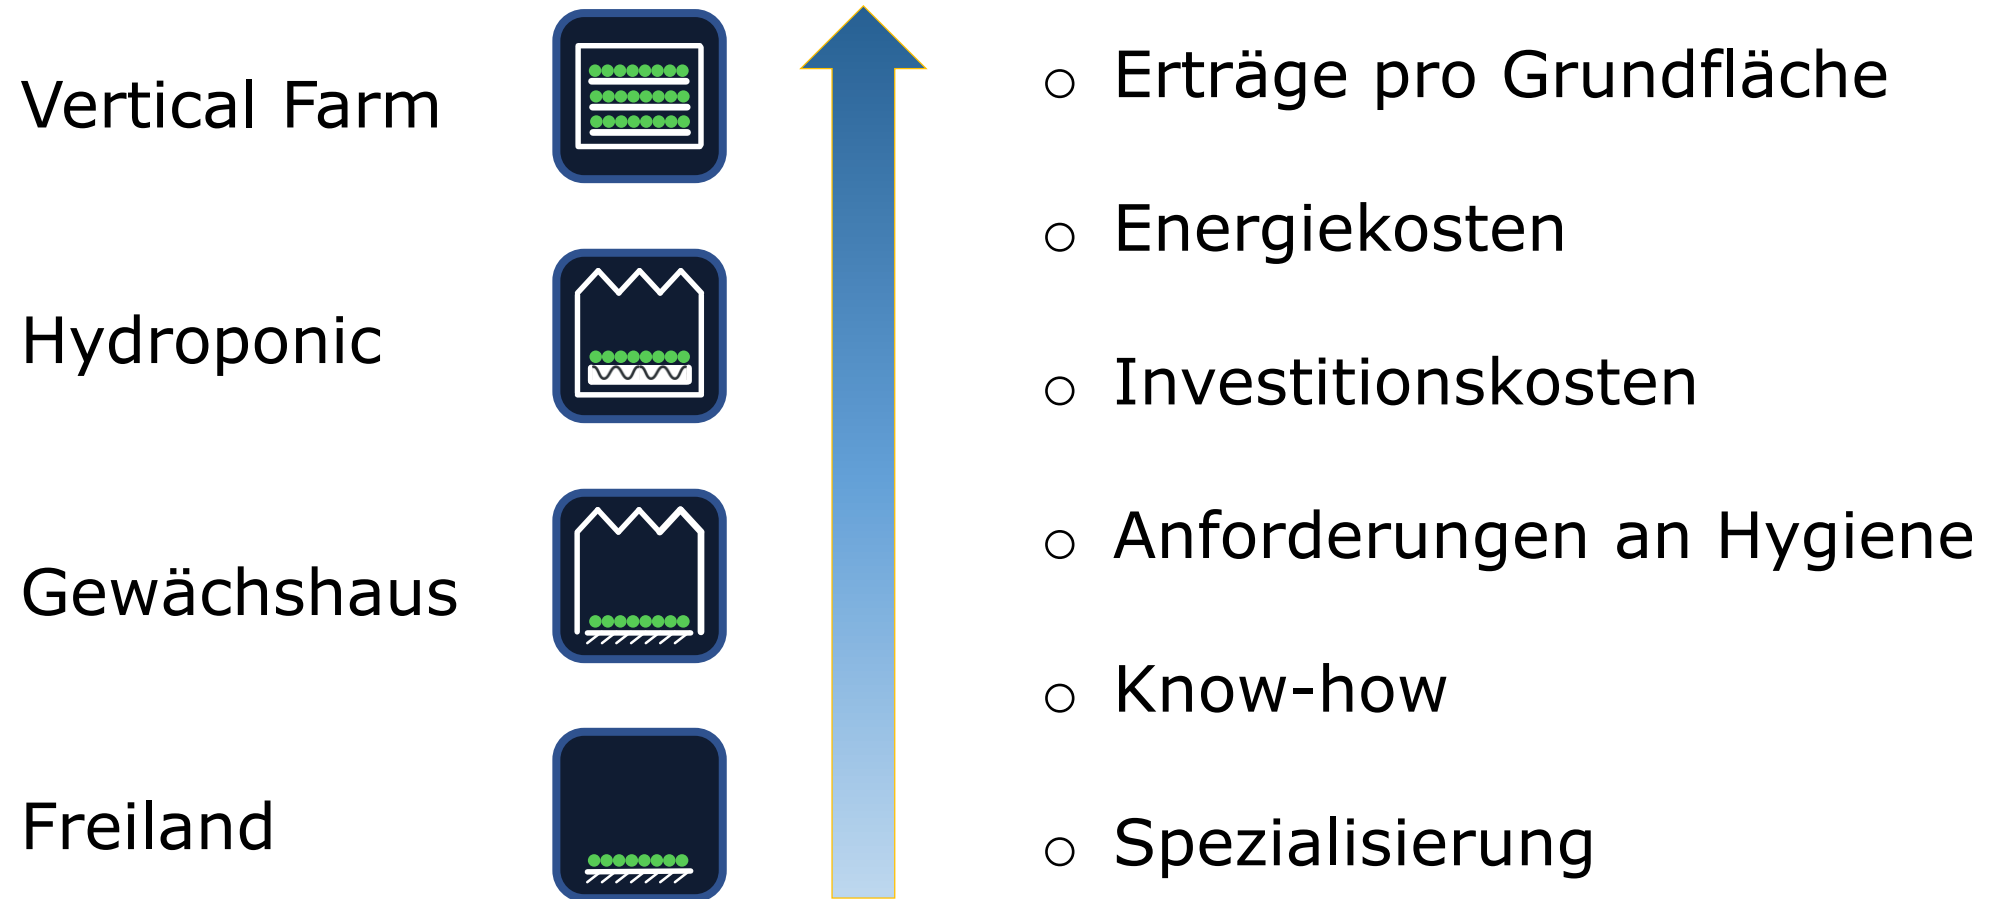 Vertical Farm
Hydroponic
Gewächshaus
Freiland
○ Erträge pro Grundfläche
○ Energiekosten
○ Investitionskosten
○ Anforderungen an Hygiene
○ Know-how
○ Spezialisierung